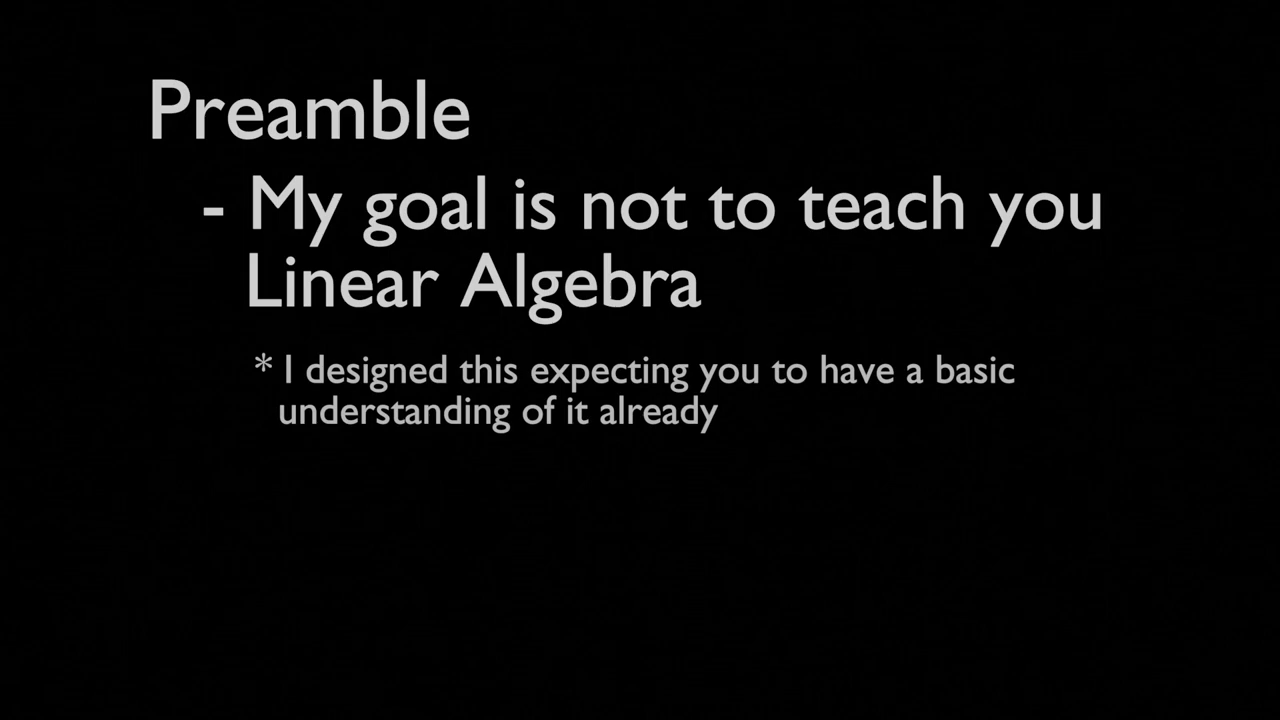 Preamble
- My goal is not to teach you
Linear Algebra
* I designed this expecting you to have a basic
understanding of it already